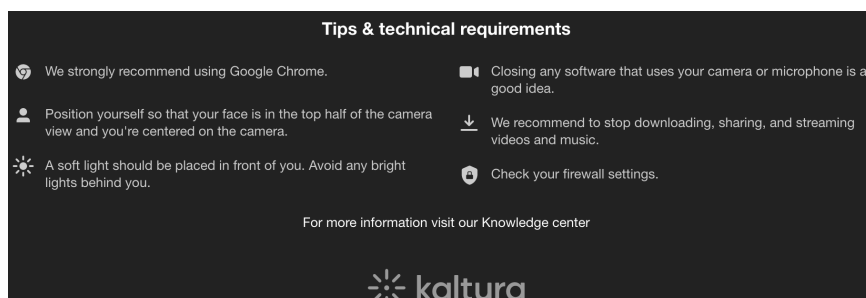 Tips & technical requirements
We strongly recommend using Google Chrome.
Position yourself so that your face is in the top half of the camera
view and you're centered on the camera.
A soft light should be placed in front of you. Avoid any bright
lights behind you.
Closing any software that uses your camera or microphone is a
good idea.
We recommend to stop downloading, sharing, and streaming
videos and music.
Check your firewall settings.
For more information visit our Knowledge center
kaltura